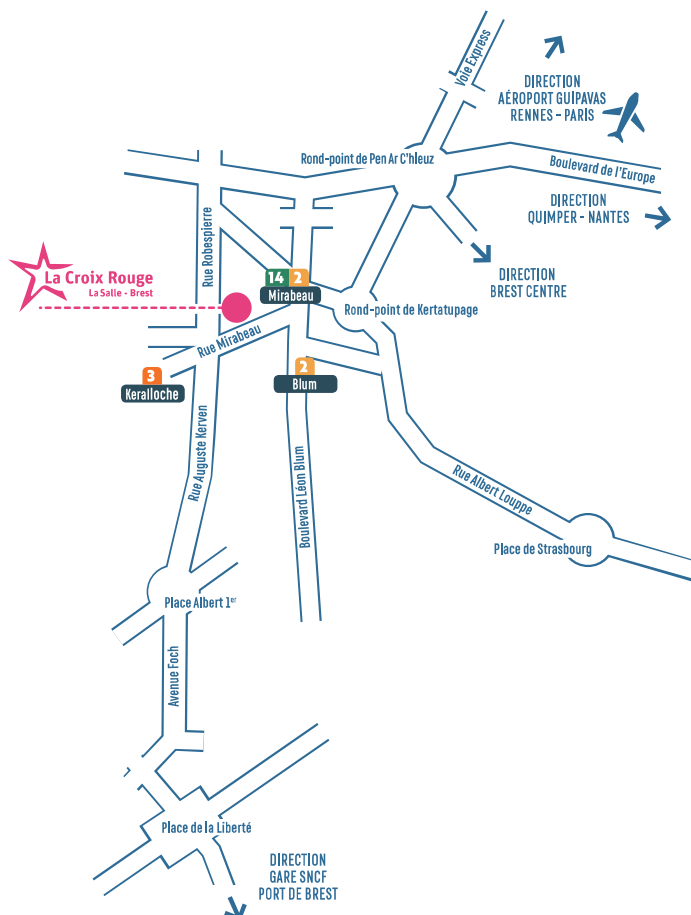 Voie Express
DIRECTION
AÉROPORT GUIPAVAS
RENNES - PARIS
Rond-point de Pen Ar C'hleuz
Boulevard de l'Europe
DIRECTION
QUIMPER - NANTES
Rue Robespierre
La Croix Rouge
La Salle - Brest
14 2
Mirabeau
DIRECTION
BREST CENTRE
Rond-point de Kertatupage
Rue Mirabeau
3
Keralloche
2
Blum
Rue Auguste Kerven
Boulevard Léon Blum
Rue Albert Louppe
Place de Strasbourg
Place Albert 1er
Avenue Foch
Place de la Liberté
DIRECTION
GARE SNCF
PORT DE BREST